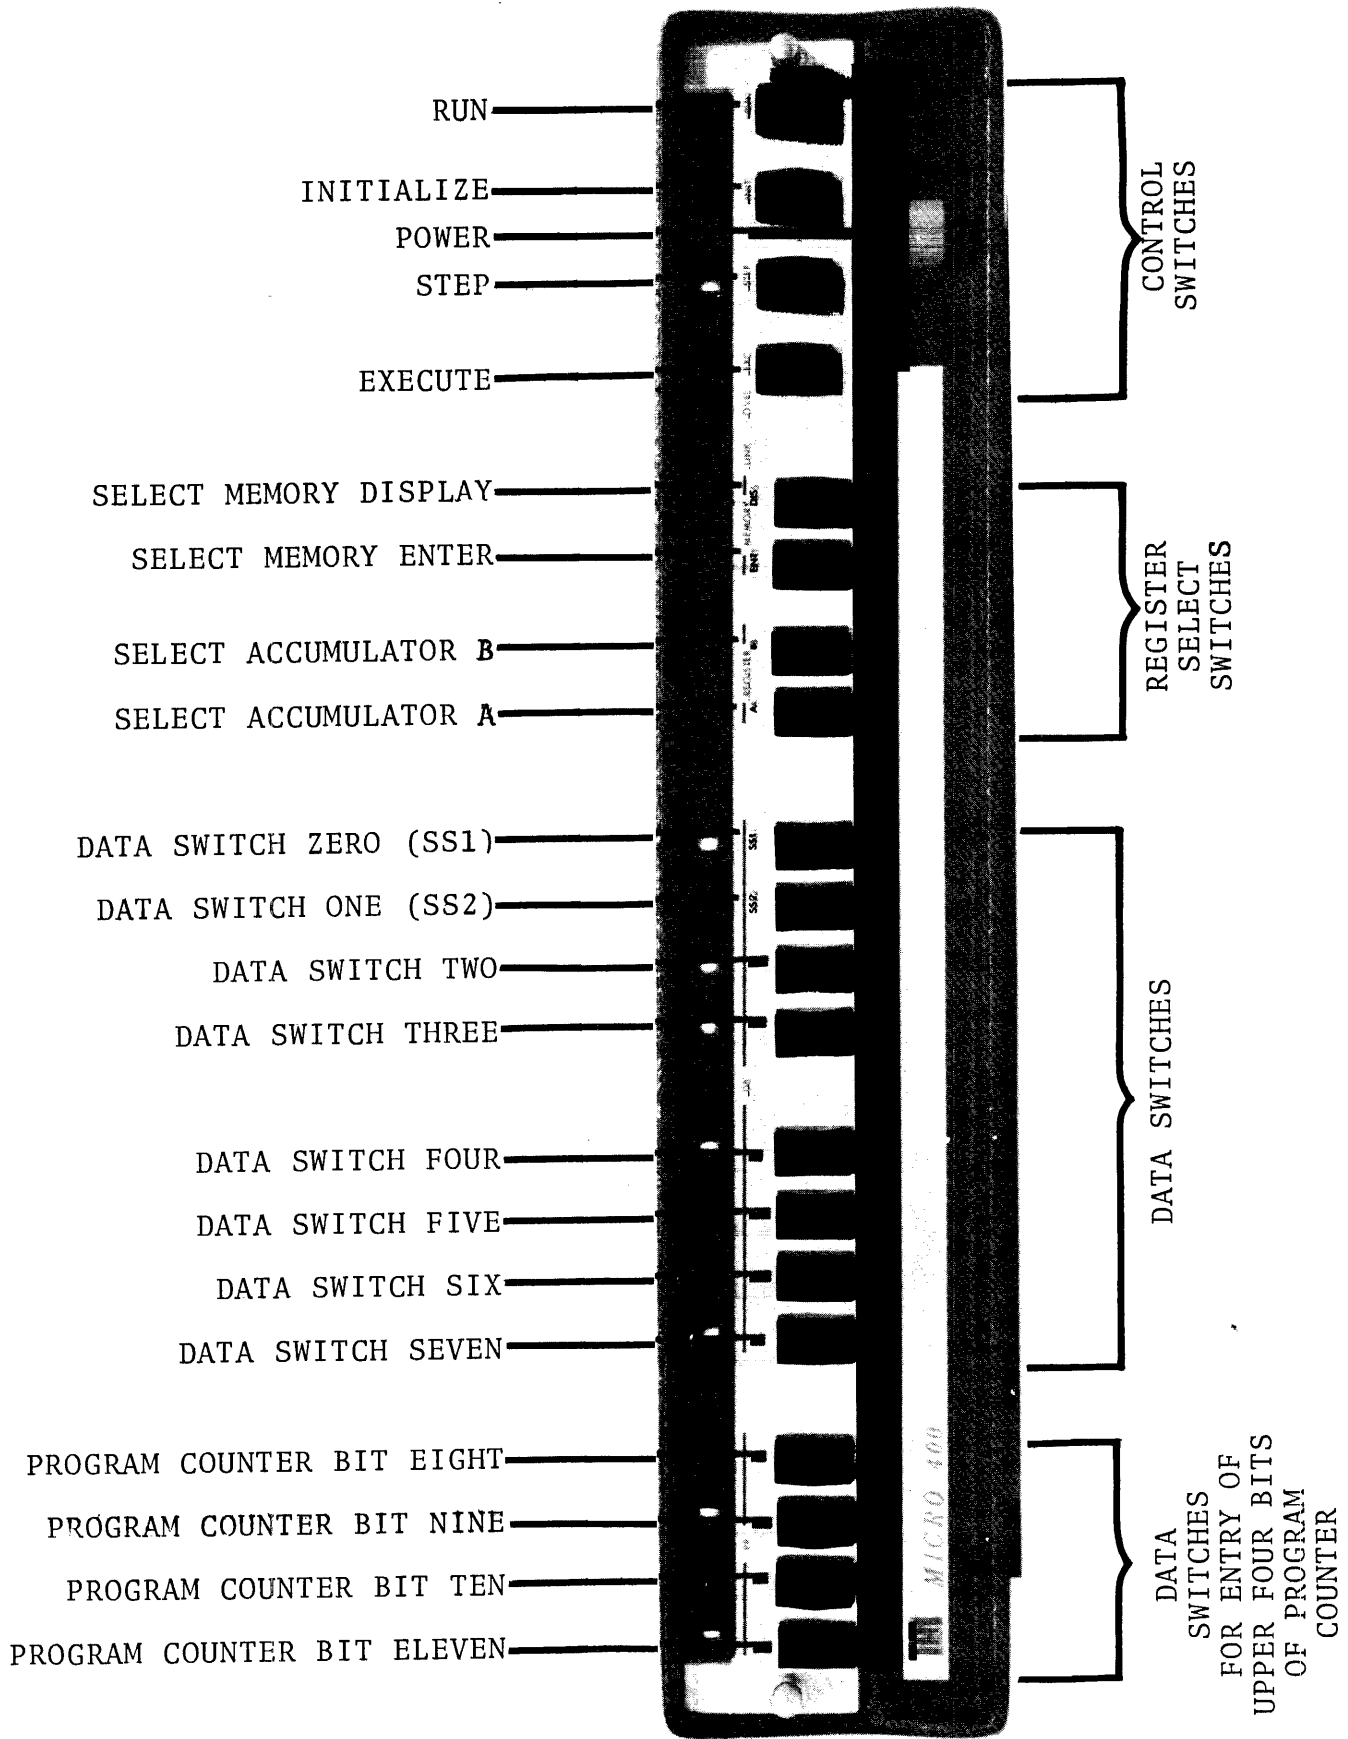 RUN
INITIALIZE
POWER
STEP
EXECUTE
SELECT MEMORY DISPLAY
SELECT MEMORY ENTER
SELECT ACCUMULATOR B
SELECT ACCUMULATOR A
DATA SWITCH ZERO (SS1)
DATA SWITCH ONE (SS2)
DATA SWITCH TWO
DATA SWITCH THREE
DATA SWITCH FOUR
DATA SWITCH FIVE
DATA SWITCH SIX
DATA SWITCH SEVEN
PROGRAM COUNTER BIT EIGHT
PROGRAM COUNTER BIT NINE
PROGRAM COUNTER BIT TEN
PROGRAM COUNTER BIT ELEVEN
MEMORY
DIS
ENT
REGISTER
SS1
SS2
MICRO 400
CONTROL
SWITCHES
REGISTER
SELECT
SWITCHES
DATA SWITCHES
DATA
SWITCHES
FOR ENTRY OF
UPPER FOUR BITS
OF PROGRAM
COUNTER